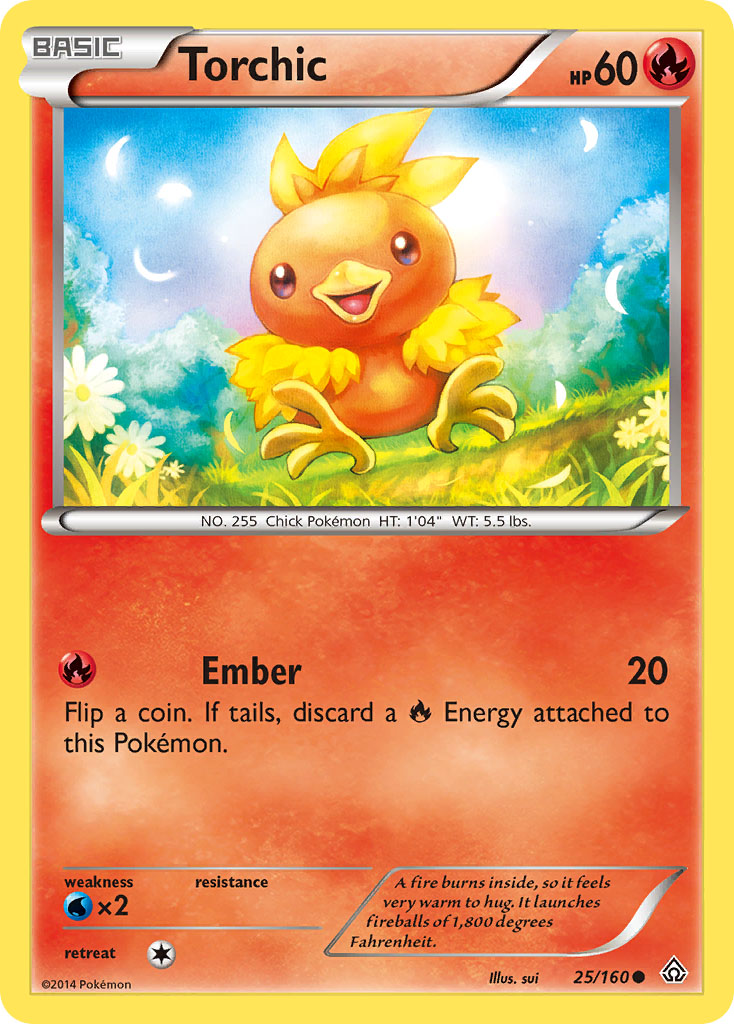 BASIC
Torchic
HP60
NO. 255 Chick Pokémon HT: 1'04" WT: 5.5 lbs.
Ember 20
Flip a coin. If tails, discard a Energy attached to
this Pokémon.
weakness resistance
×2
retreat
A fire burns inside, so it feels
very warm to hug. It launches
fireballs of 1,800 degrees
Fahrenheit.
©2014 Pokémon
Illus. sui 25/160